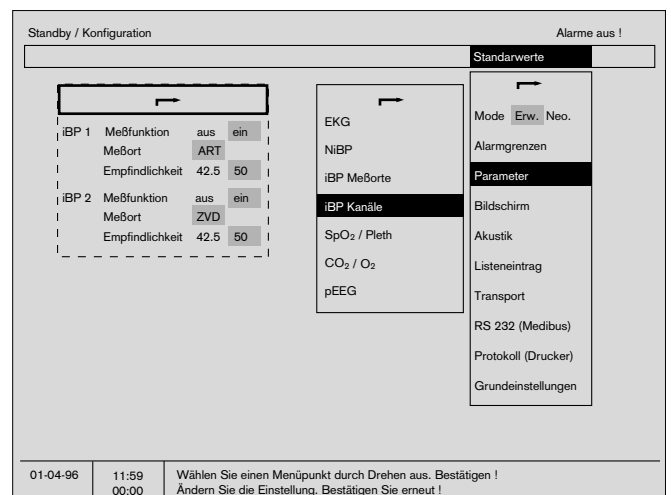 Standby / Konfiguration Alarme aus !
Standarwerte
iBP 1 Meßfunktion aus ein
Meßort ART
Empfindlichkeit 42.5 50
iBP 2 Meßfunktion aus ein
Meßort ZVD
Empfindlichkeit 42.5 50
EKG
NiBP
iBP Meßorte
iBP Kanäle
SpO₂ / Pleth
CO₂ / O₂
pEEG
Mode Erw. Neo.
Alarmgrenzen
Parameter
Bildschirm
Akustik
Listeneintrag
Transport
RS 232 (Medibus)
Protokoll (Drucker)
Grundeinstellungen
01-04-96
11:59
00:00
Wählen Sie einen Menüpunkt durch Drehen aus. Bestätigen !
Ändern Sie die Einstellung. Bestätigen Sie erneut !